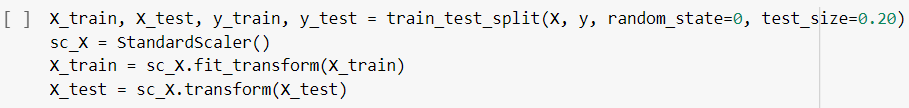 [ ] X_train, X_test, y_train, y_test = train_test_split(X, y, random_state=0, test_size=0.20)
sc_X = StandardScaler()
X_train = sc_X.fit_transform(X_train)
X_test = sc_X.transform(X_test)